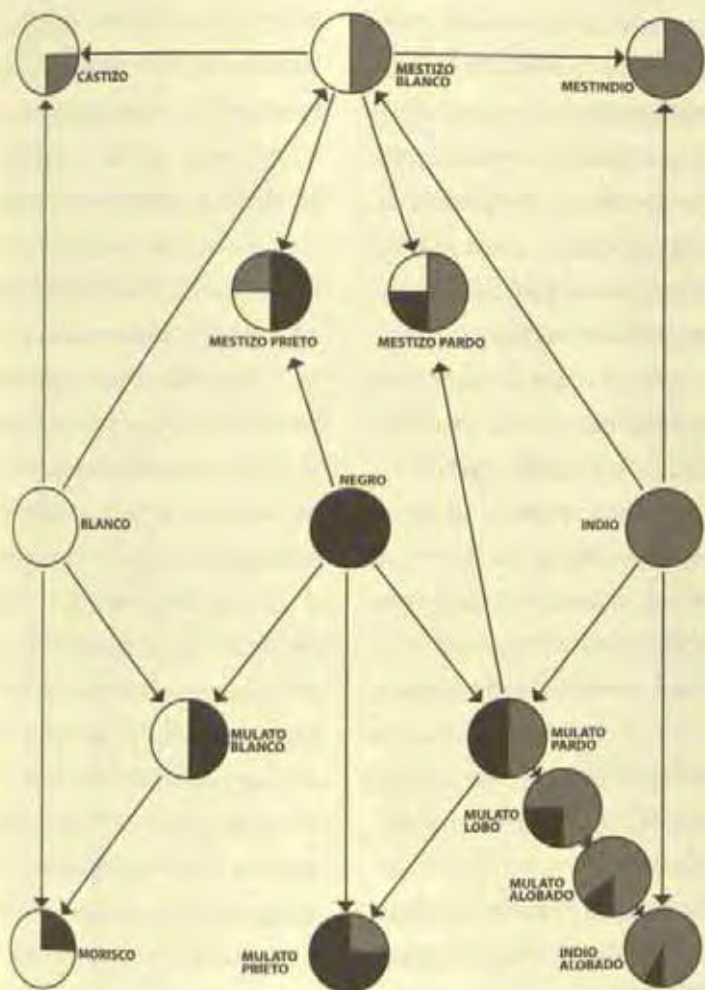 CASTIZO
MESTIZO
BLANCO
MESTINDIO
MESTIZO PRIETO
MESTIZO PARDO
NEGRO
BLANCO
INDIO
MULATO
BLANCO
MULATO
PARDO
MULATO
LOBO
MULATO
ALOBADO
MORISCO
MULATO
PRIETO
INDIO
ALOBADO